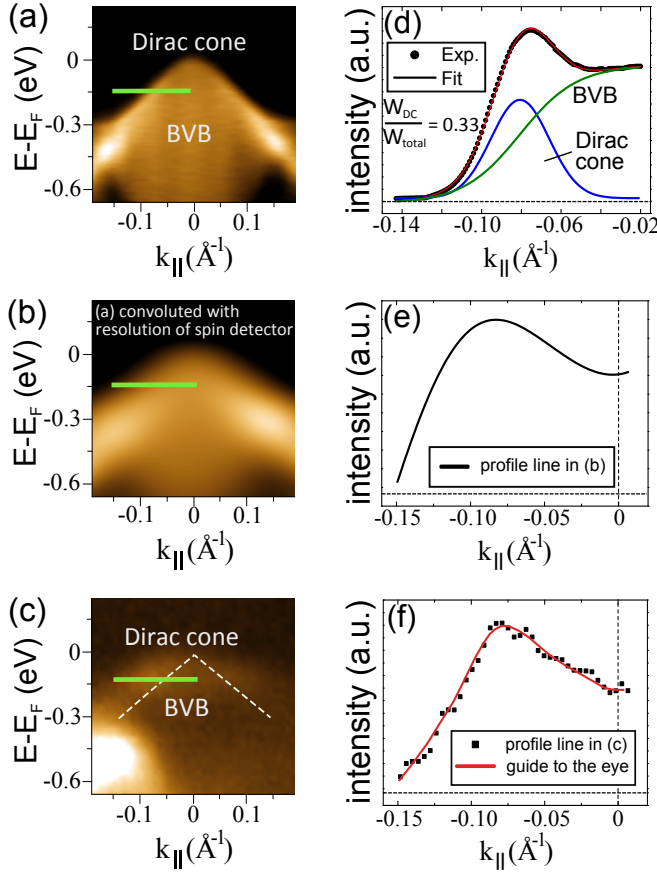 (a)
Dirac cone
BVB
E-E_F (eV)
0
-0.3
-0.6
-0.1
0
0.1
k_||(Å⁻¹)
(d)
Exp.
Fit
W_DC
W_total = 0.33
BVB
Dirac
cone
intensity (a.u.)
-0.14
-0.10
-0.06
-0.02
k_||(Å⁻¹)
(b)
(a) convoluted with
resolution of spin detector
E-E_F (eV)
0
-0.3
-0.6
-0.1
0
0.1
k_||(Å⁻¹)
(e)
profile line in (b)
intensity (a.u.)
-0.15
-0.10
-0.05
0
k_||(Å⁻¹)
(c)
Dirac cone
BVB
E-E_F (eV)
0
-0.3
-0.6
-0.1
0
0.1
k_||(Å⁻¹)
(f)
profile line in (c)
guide to the eye
intensity (a.u.)
-0.15
-0.10
-0.05
0
k_||(Å⁻¹)